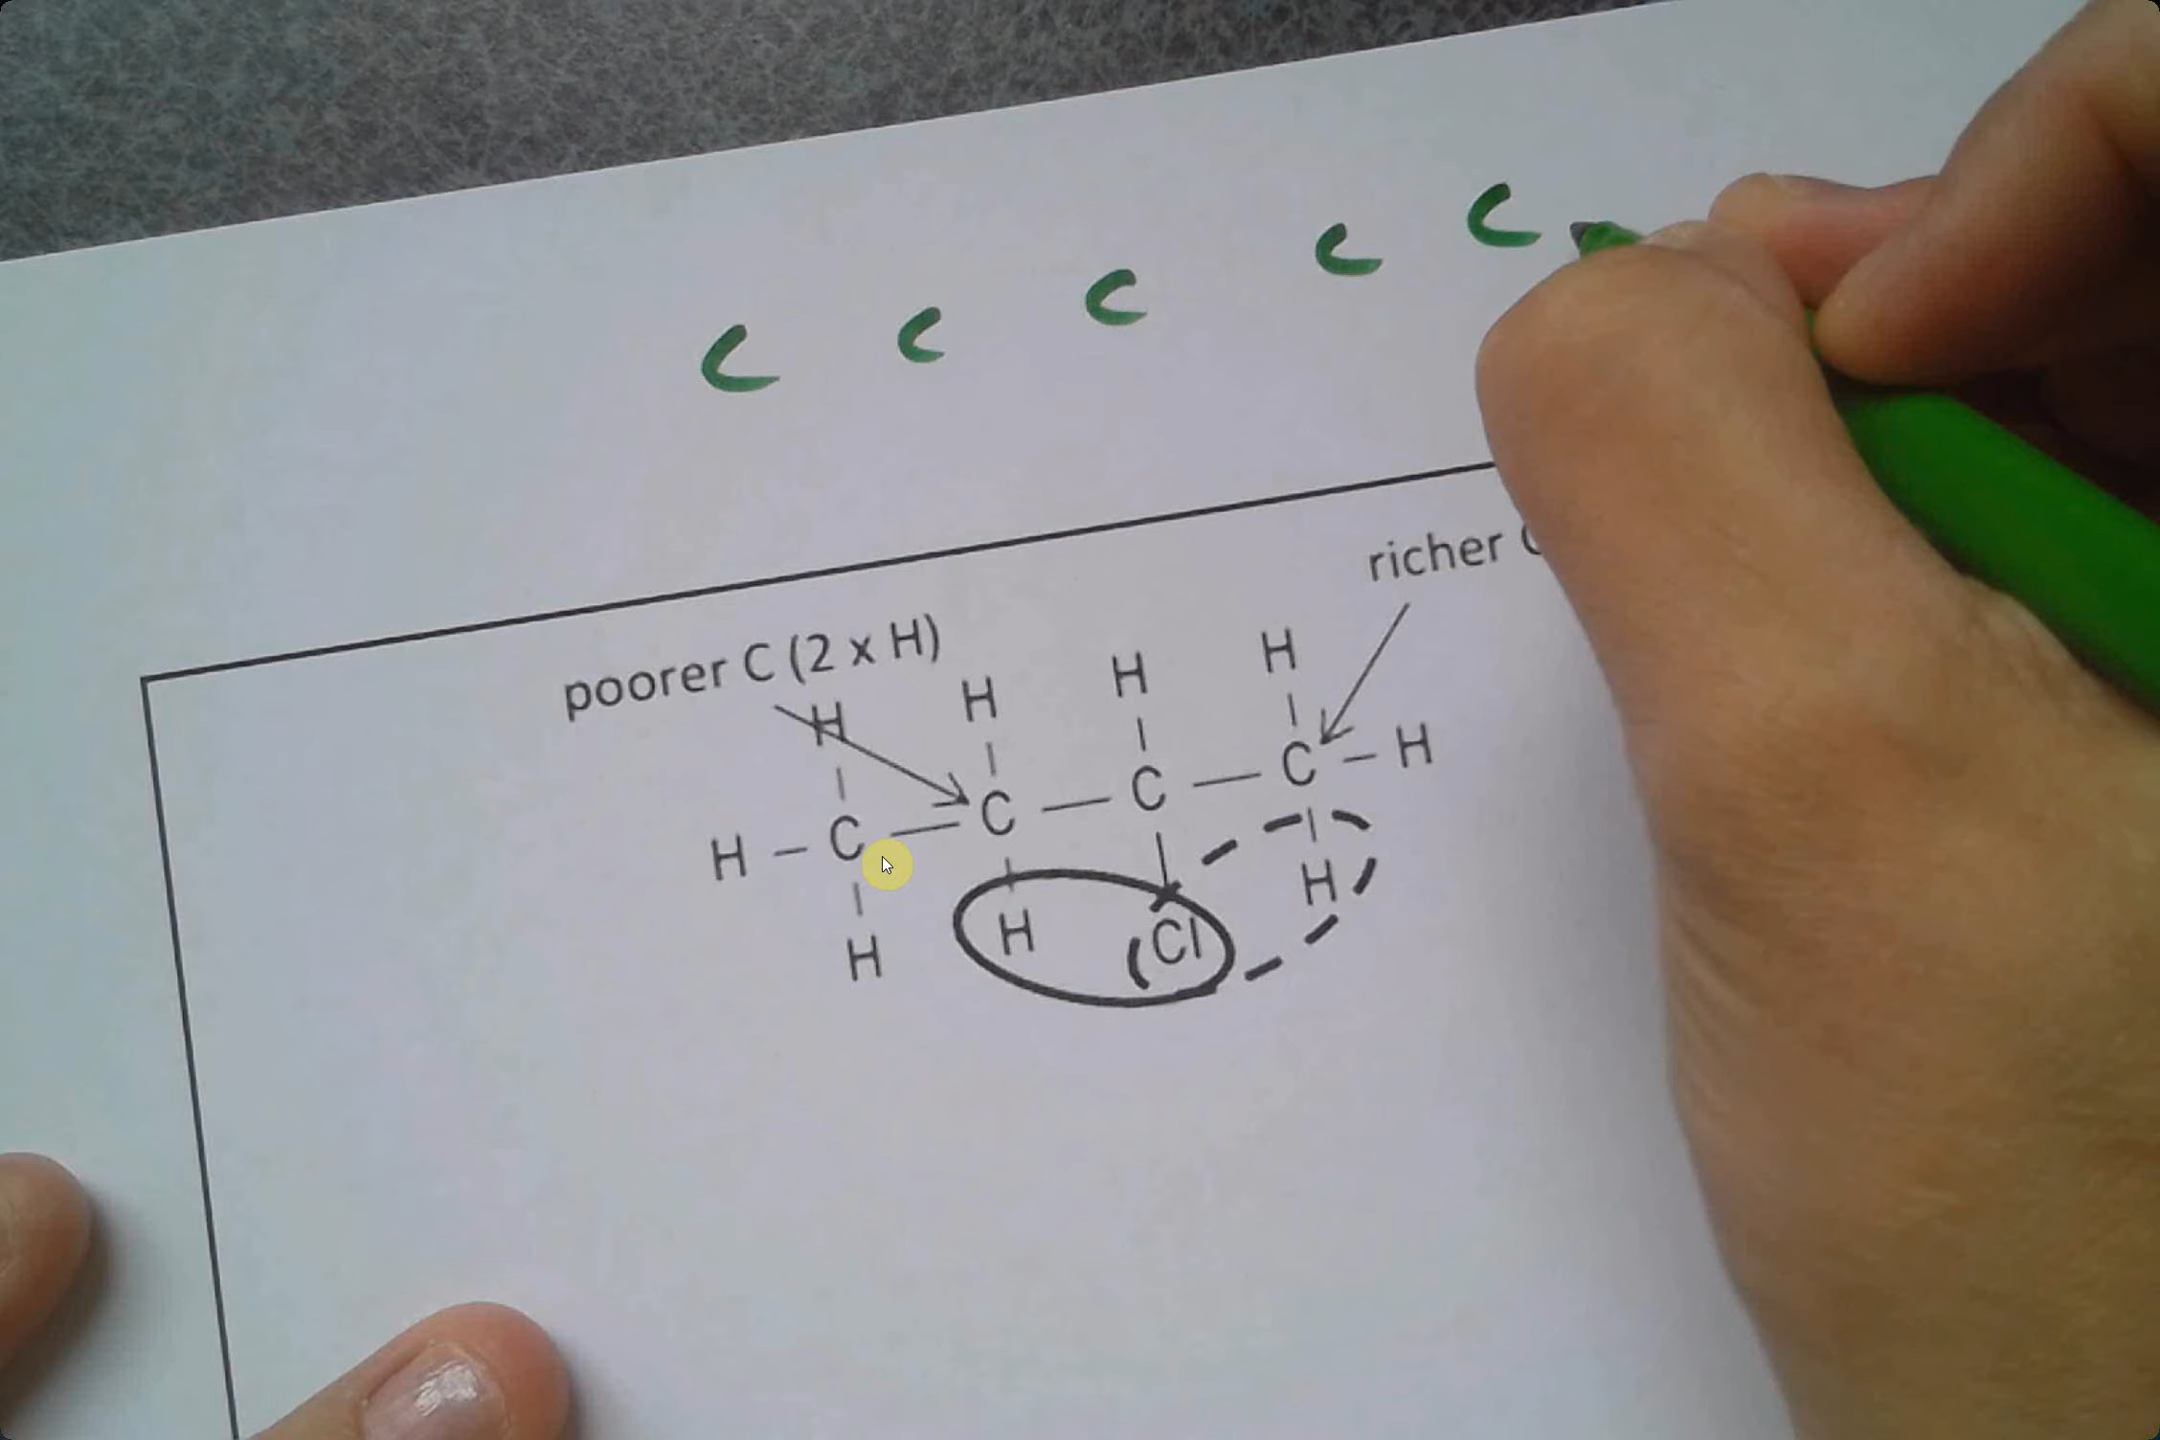 C C C C C
richer C
poorer C (2 x H)
H H H H
H – C — C — C — C – H
H H Cl H